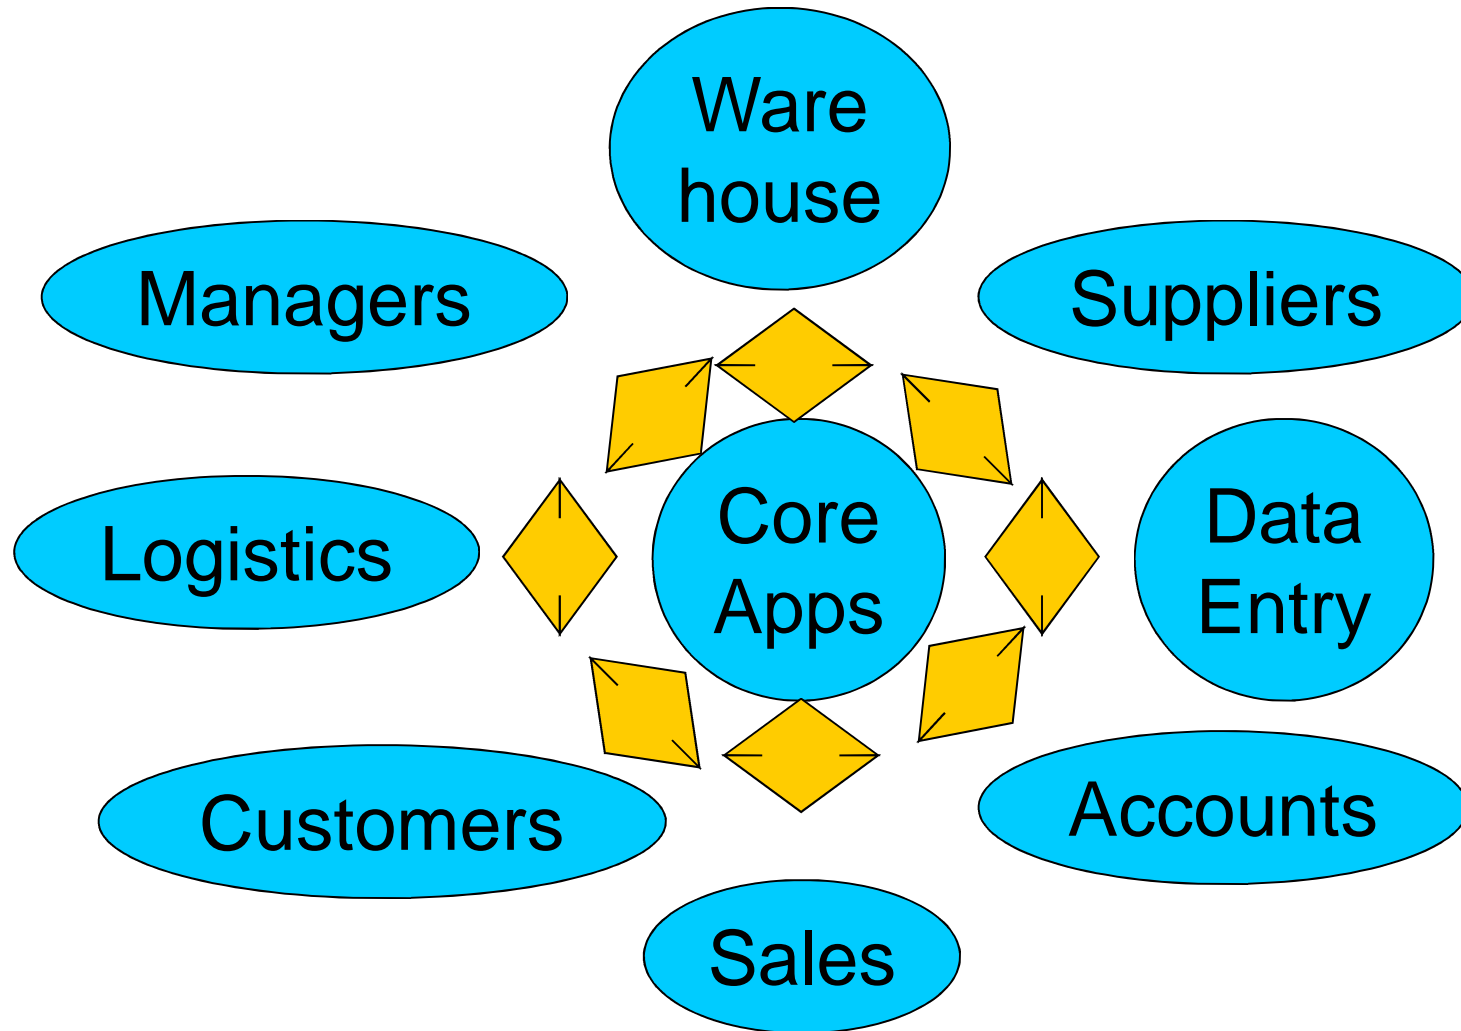 Ware
house
Managers
Suppliers
Core
Apps
Data
Entry
Logistics
Customers
Accounts
Sales